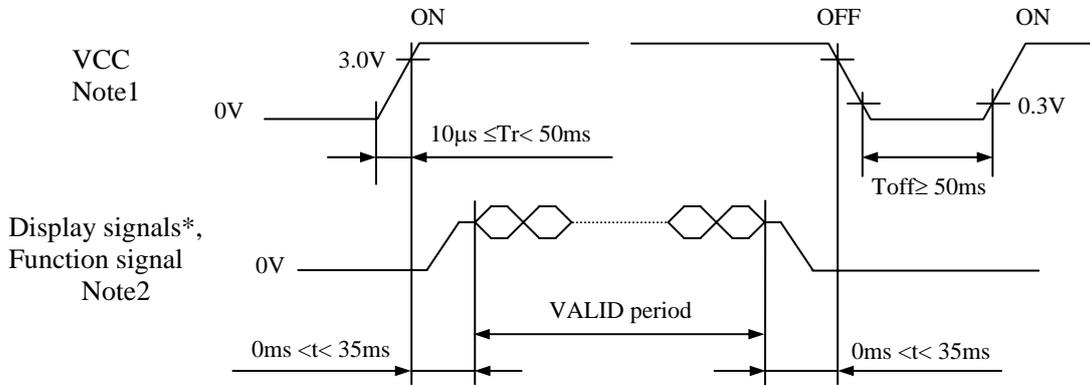 ON
OFF
ON
VCC
Note1
3.0V
0V
0.3V
10μs ≤Tr< 50ms
Toff≥ 50ms
Display signals*,
Function signal
Note2
0V
VALID period
0ms <t< 35ms
0ms <t< 35ms